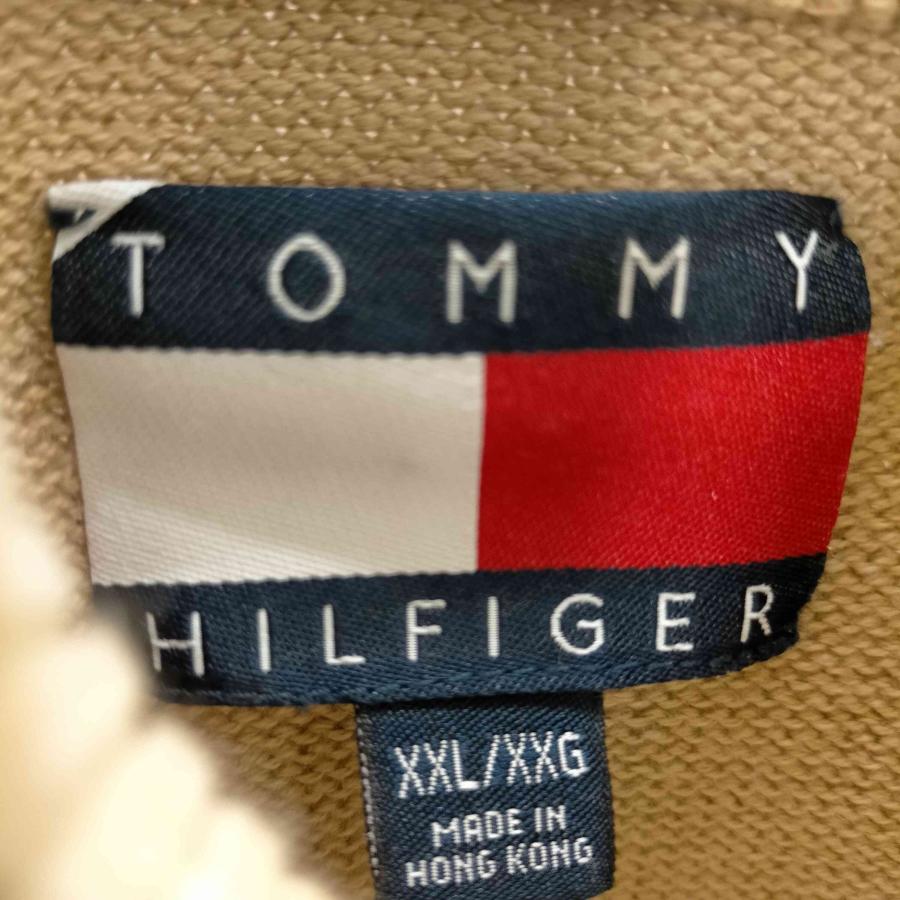 TOMMY
HILFIGER
XXL/XXG
MADE IN
HONG KONG